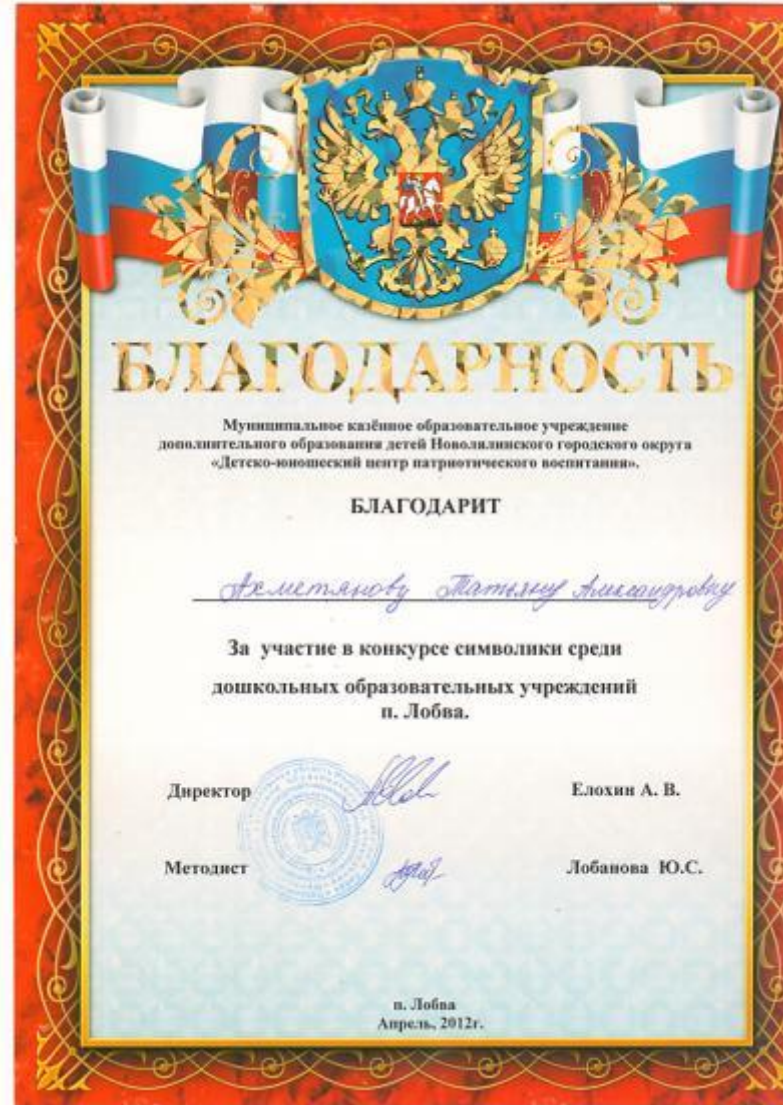 БЛАГОДАРНОСТЬ
Муниципальное казённое образовательное учреждение
дополнительного образования детей Новолялинского городского округа
«Детско-юношеский центр патриотического воспитания».
БЛАГОДАРИТ
Ахметянову Татьяну Александровну
За участие в конкурсе символики среди
дошкольных образовательных учреждений
п. Лобва.
Директор Елохин А. В.
Методист Лобанова Ю.С.
п. Лобва
Апрель, 2012г.